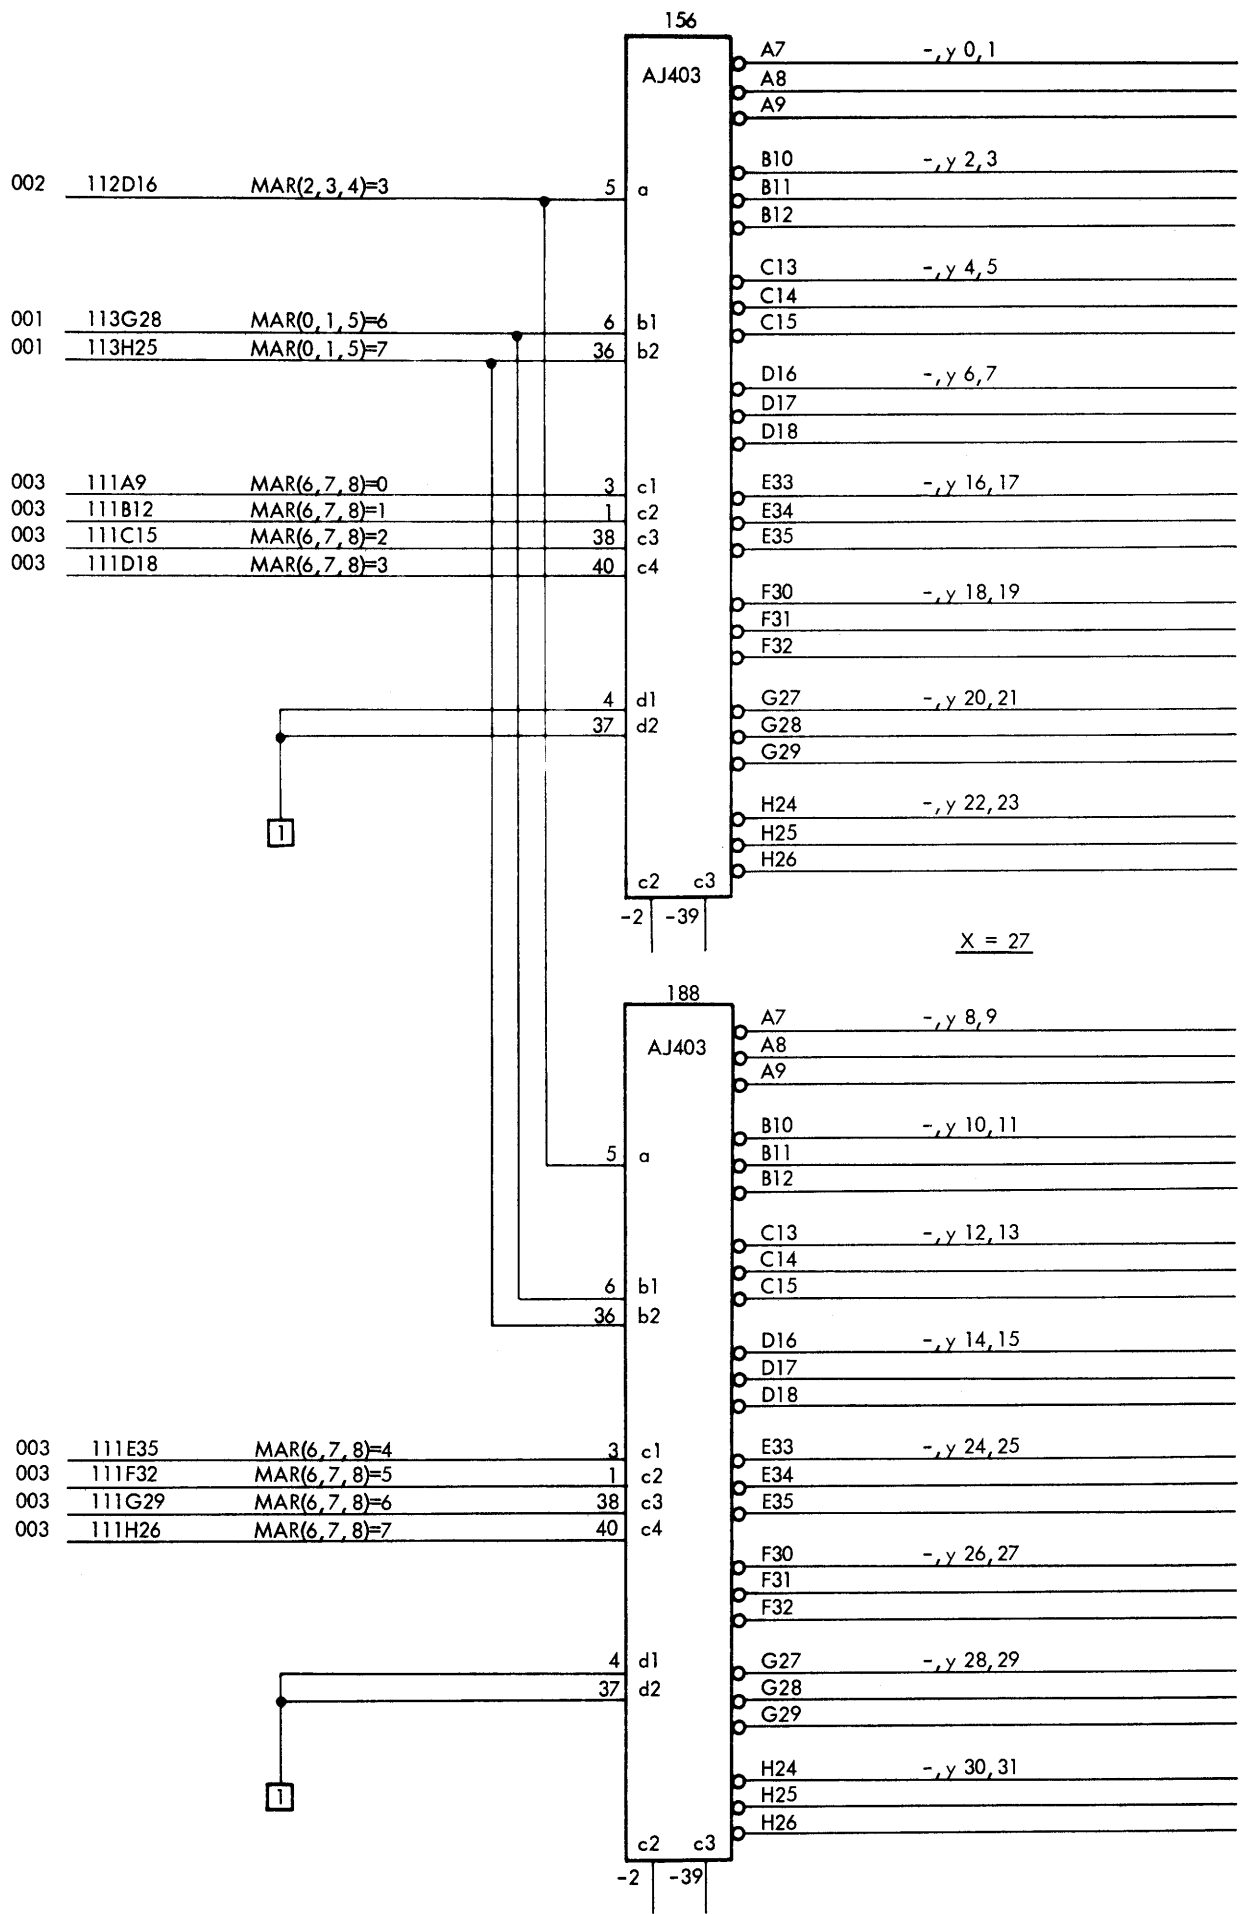 156
AJ403
A7 -, y 0, 1
A8
A9
B10 -, y 2, 3
002 112D16 MAR(2, 3, 4)=3 5 a
B11
B12
C13 -, y 4, 5
C14
001 113G28 MAR(0, 1, 5)=6 6 b1
C15
001 113H25 MAR(0, 1, 5)=7 36 b2
D16 -, y 6, 7
D17
D18
003 111A9 MAR(6, 7, 8)=0 3 c1
E33 -, y 16, 17
003 111B12 MAR(6, 7, 8)=1 1 c2
E34
003 111C15 MAR(6, 7, 8)=2 38 c3
E35
003 111D18 MAR(6, 7, 8)=3 40 c4
F30 -, y 18, 19
F31
F32
4 d1
G27 -, y 20, 21
37 d2
G28
G29
H24 -, y 22, 23
1
H25
H26
c2 c3
-2 -39
X = 27
188
AJ403
A7 -, y 8, 9
A8
A9
B10 -, y 10, 11
5 a
B11
B12
C13 -, y 12, 13
C14
6 b1
C15
36 b2
D16 -, y 14, 15
D17
D18
003 111E35 MAR(6, 7, 8)=4 3 c1
E33 -, y 24, 25
003 111F32 MAR(6, 7, 8)=5 1 c2
E34
003 111G29 MAR(6, 7, 8)=6 38 c3
E35
003 111H26 MAR(6, 7, 8)=7 40 c4
F30 -, y 26, 27
F31
F32
4 d1
G27 -, y 28, 29
37 d2
G28
G29
H24 -, y 30, 31
1
H25
H26
c2 c3
-2 -39